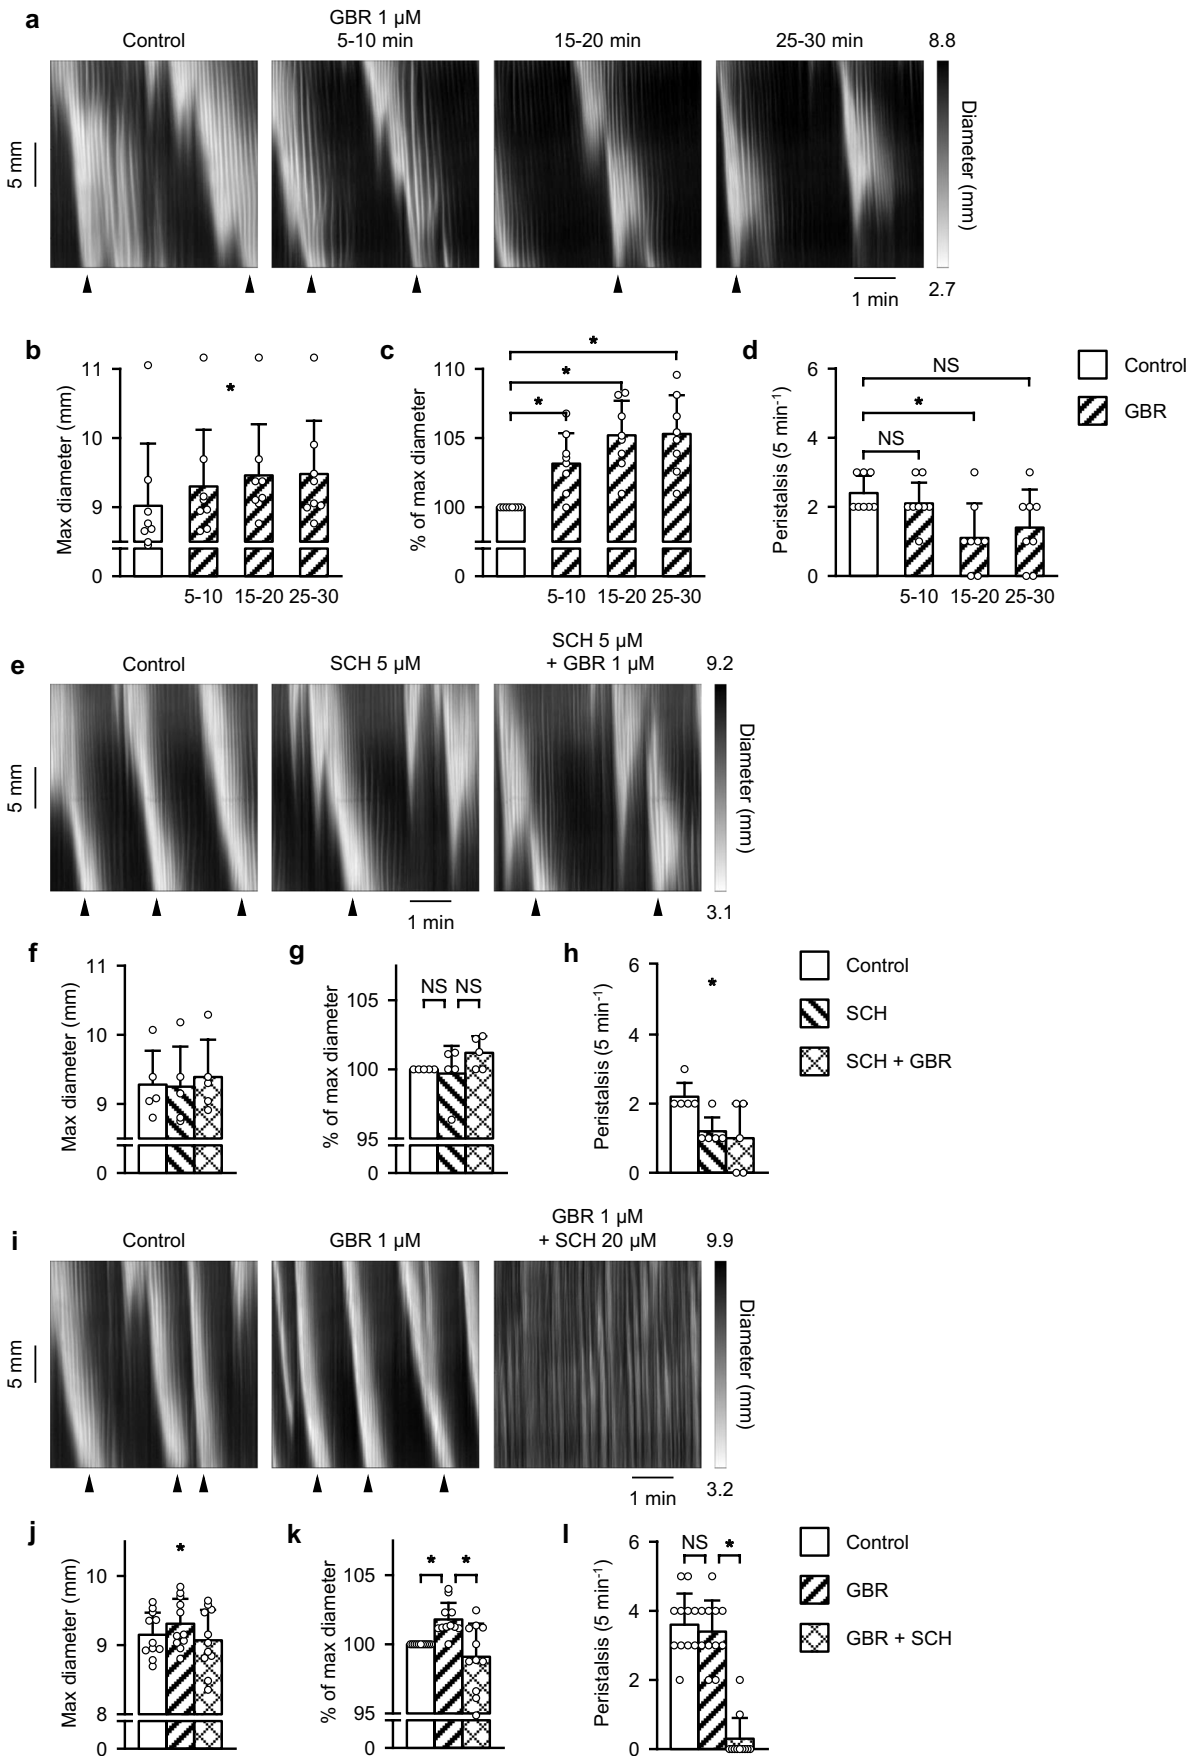 a
Control
GBR 1 µM
5-10 min
15-20 min
25-30 min
8.8
5 mm
Diameter (mm)
1 min
2.7
b
Max diameter (mm)
11
10
9
0
*
5-10 15-20 25-30
c
% of max diameter
110
105
100
0
*
*
*
5-10 15-20 25-30
d
Peristalsis (5 min⁻¹)
6
4
2
0
NS
*
NS
5-10 15-20 25-30
Control
GBR
e
Control
SCH 5 µM
SCH 5 µM
+ GBR 1 µM
9.2
5 mm
Diameter (mm)
1 min
3.1
f
Max diameter (mm)
11
10
9
0
g
% of max diameter
105
100
95
0
NS NS
h
Peristalsis (5 min⁻¹)
6
4
2
0
*
Control
SCH
SCH + GBR
i
Control
GBR 1 µM
GBR 1 µM
+ SCH 20 µM
9.9
5 mm
Diameter (mm)
1 min
3.2
j
Max diameter (mm)
10
9
8
0
*
k
% of max diameter
105
100
95
0
* *
l
Peristalsis (5 min⁻¹)
6
4
2
0
NS *
Control
GBR
GBR + SCH